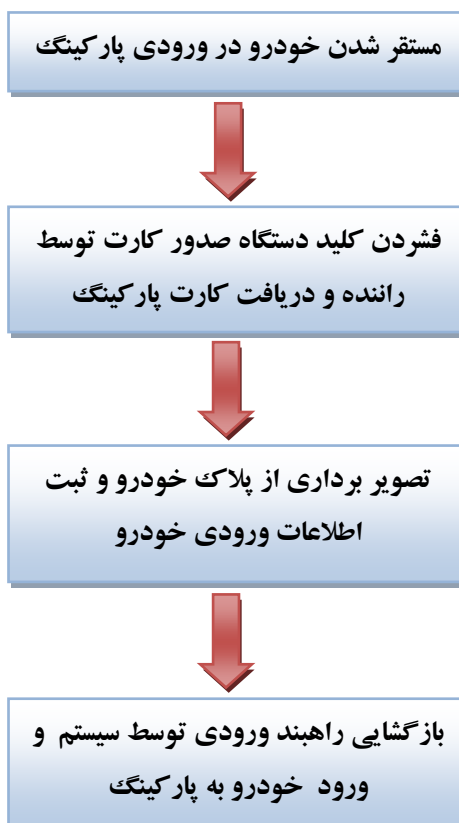 مستقر شدن خودرو در ورودی پارکینگ
فشردن کلید دستگاه صدور کارت توسط
راننده و دریافت کارت پارکینگ
تصویر برداری از پلاک خودرو و ثبت
اطلاعات ورودی خودرو
بازگشایی راهبند ورودی توسط سیستم و
ورود خودرو به پارکینگ